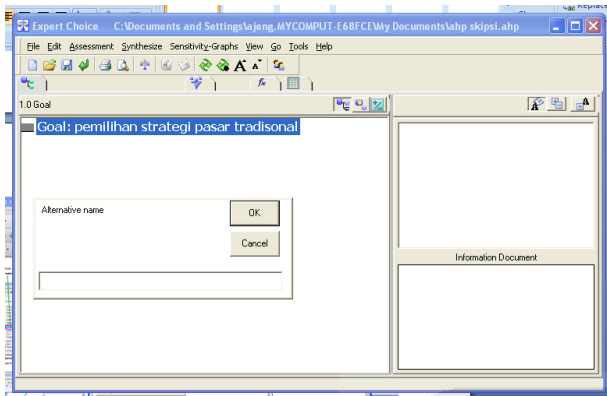 Expert Choice C:\Documents and Settings\ajeng.MYCOMPUT-E68FCE\My Documents\ahp skipsi.ahp
File Edit Assessment Synthesize Sensitivity-Graphs View Go Tools Help
1.0 Goal
Goal: pemilihan strategi pasar tradisonal
Alternative name
OK
Cancel
Information Document